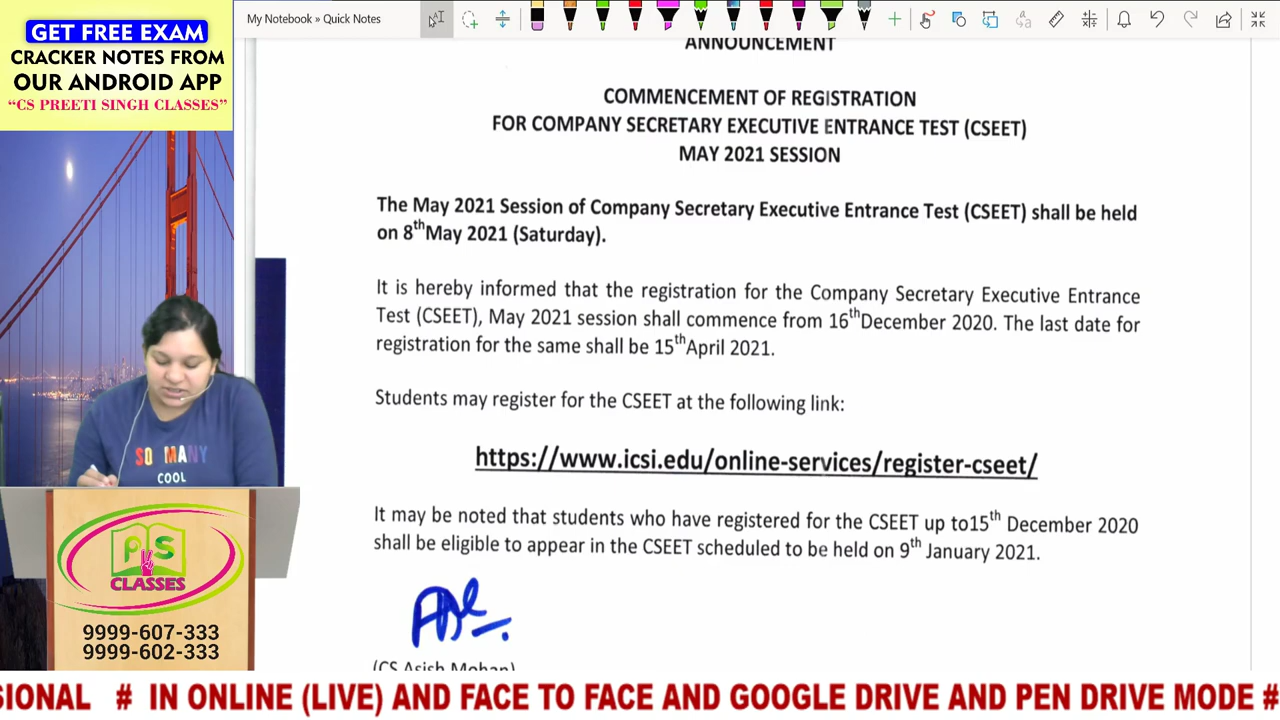 GET FREE EXAM
CRACKER NOTES FROM
OUR ANDROID APP
“CS PREETI SINGH CLASSES”
My Notebook » Quick Notes
ANNOUNCEMENT
COMMENCEMENT OF REGISTRATION
FOR COMPANY SECRETARY EXECUTIVE ENTRANCE TEST (CSEET)
MAY 2021 SESSION
The May 2021 Session of Company Secretary Executive Entrance Test (CSEET) shall be held
on 8th May 2021 (Saturday).
It is hereby informed that the registration for the Company Secretary Executive Entrance
Test (CSEET), May 2021 session shall commence from 16th December 2020. The last date for
registration for the same shall be 15th April 2021.
Students may register for the CSEET at the following link:
https://www.icsi.edu/online-services/register-cseet/
It may be noted that students who have registered for the CSEET up to15th December 2020
shall be eligible to appear in the CSEET scheduled to be held on 9th January 2021.
(CS Asish Mohan)
SO MANY
COOL
PS
CLASSES
9999-607-333
9999-602-333
SIONAL # IN ONLINE (LIVE) AND FACE TO FACE AND GOOGLE DRIVE AND PEN DRIVE MODE #